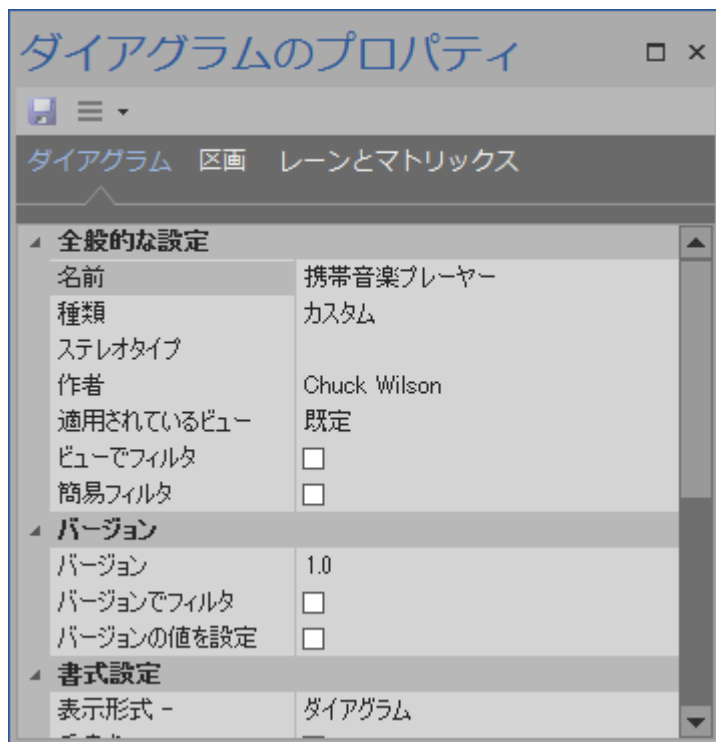 ダイアグラムのプロパティ
ダイアグラム 区画 レーンとマトリックス
全般的な設定
名前 携帯音楽プレーヤー
種類 カスタム
ステレオタイプ
作者 Chuck Wilson
適用されているビュー 既定
ビューでフィルタ
簡易フィルタ
バージョン
バージョン 1.0
バージョンでフィルタ
バージョンの値を設定
書式設定
表示形式 - ダイアグラム